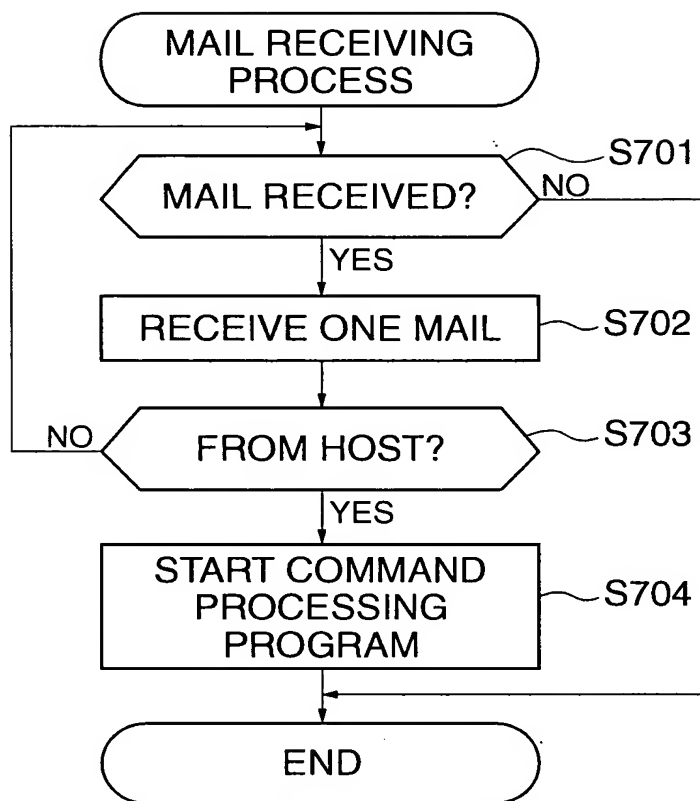 MAIL RECEIVING
PROCESS
S701
MAIL RECEIVED?
NO
YES
RECEIVE ONE MAIL
S702
NO
FROM HOST?
S703
YES
START COMMAND
PROCESSING
PROGRAM
S704
END